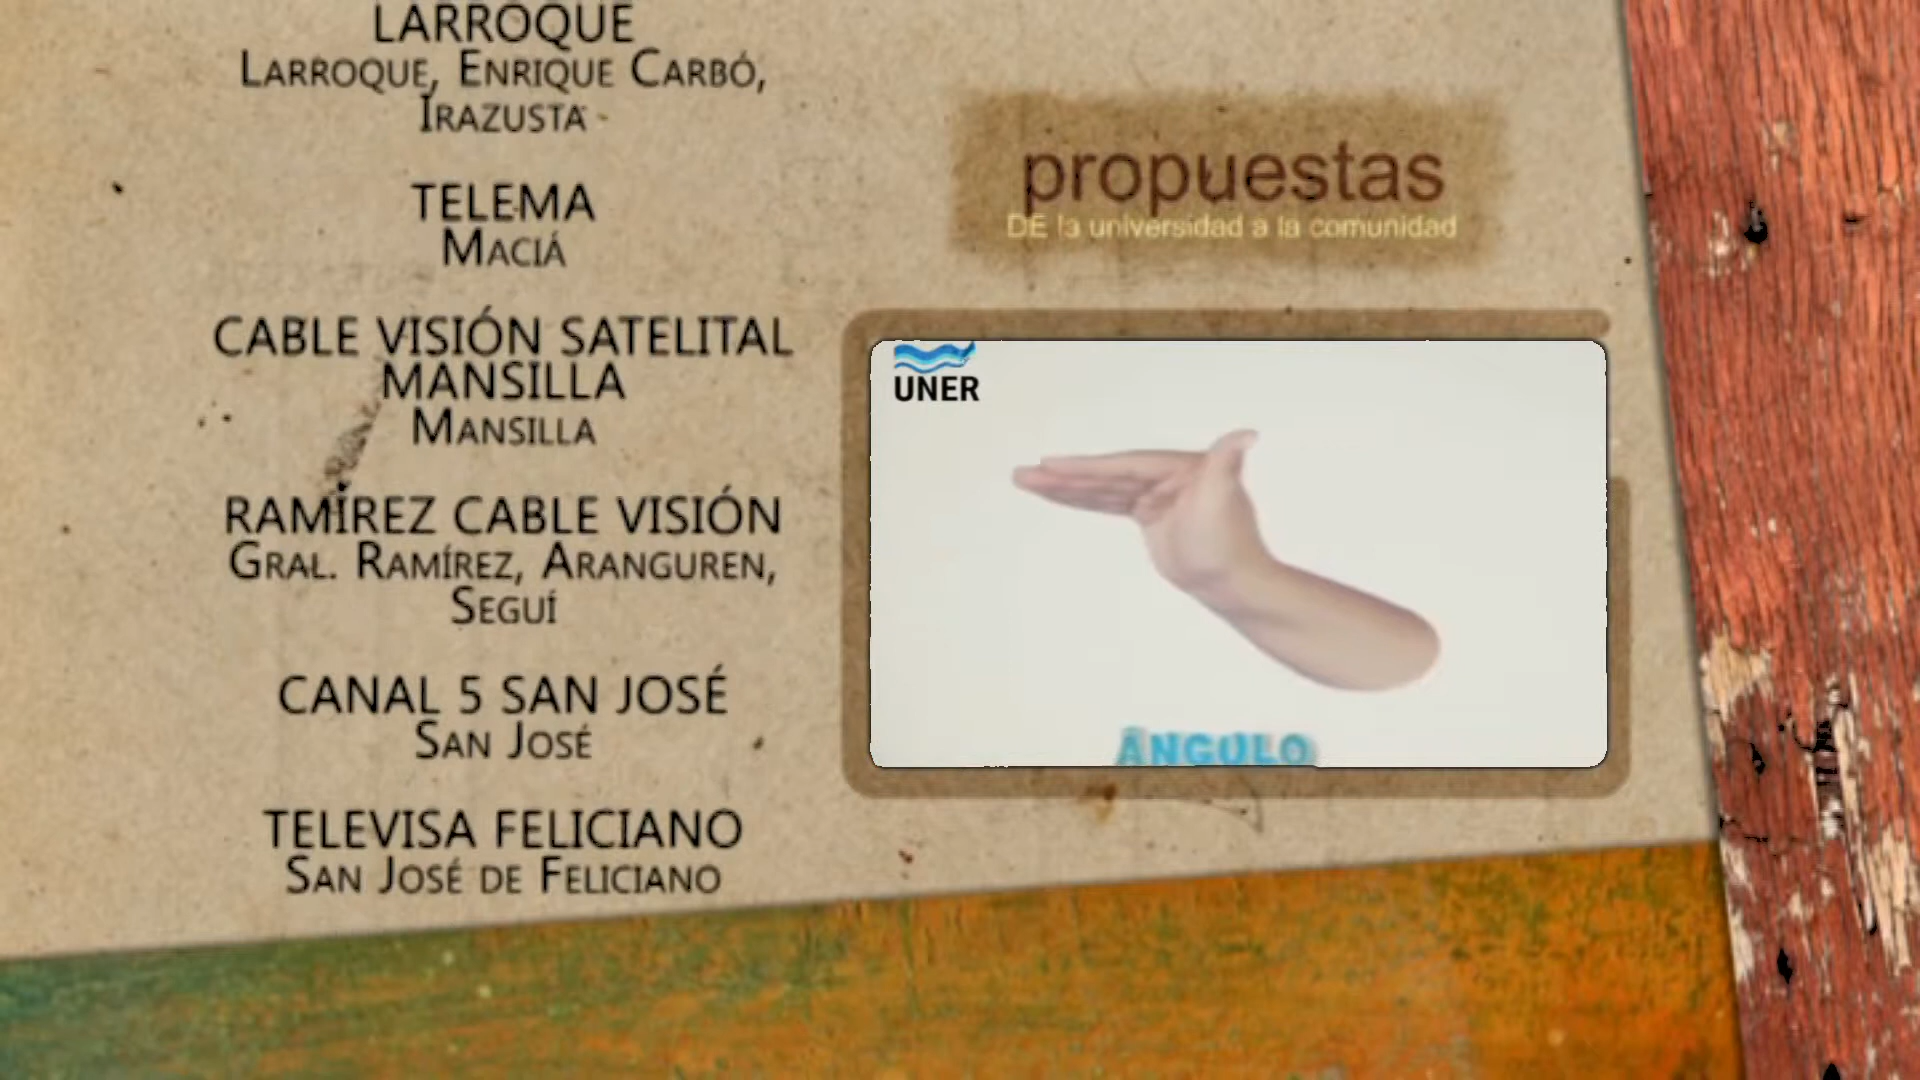 LARROQUE
LARROQUE, ENRIQUE CARBÓ,
IRAZUSTA
TELEMA
MACIÁ
CABLE VISIÓN SATELITAL
MANSILLA
MANSILLA
RAMÍREZ CABLE VISIÓN
GRAL. RAMÍREZ, ARANGUREN,
SEGUÍ
CANAL 5 SAN JOSÉ
SAN JOSÉ
TELEVISA FELICIANO
SAN JOSÉ DE FELICIANO
propuestas
DE la universidad a la comunidad
UNER
ÁNGULO